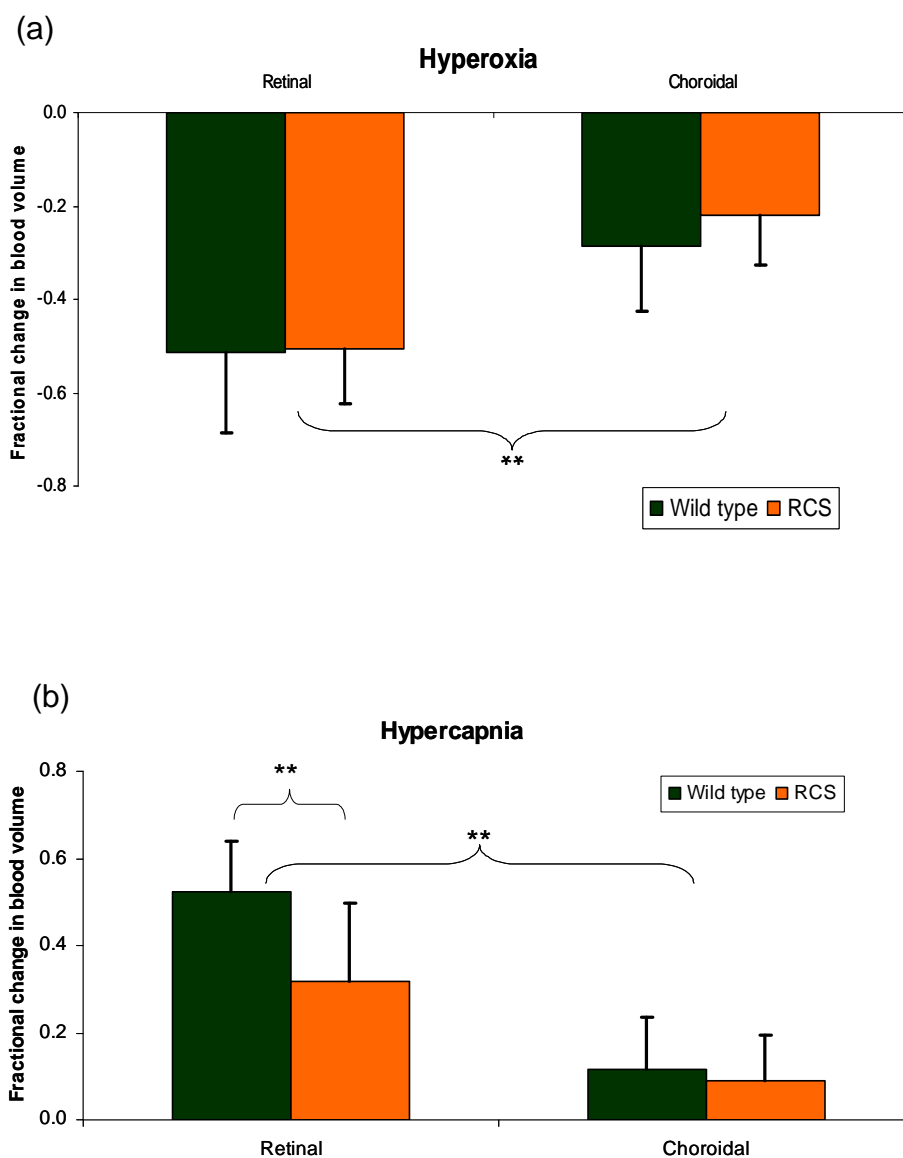 (a)
Hyperoxia
Retinal Choroidal
0.0
-0.2
-0.4
-0.6
-0.8
Fractional change in blood volume
**
Wild type RCS
(b)
Hypercapnia
0.8
0.6
0.4
0.2
0.0
Fractional change in blood volume
**
**
Wild type RCS
Retinal Choroidal